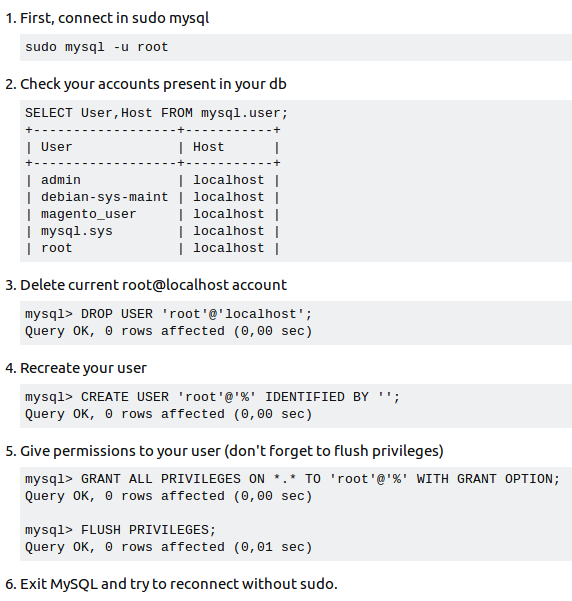 1. First, connect in sudo mysql
sudo mysql -u root
2. Check your accounts present in your db
SELECT User,Host FROM mysql.user;
+------------------+-----------+
| User             | Host      |
+------------------+-----------+
| admin            | localhost |
| debian-sys-maint | localhost |
| magento_user     | localhost |
| mysql.sys        | localhost |
| root             | localhost |
3. Delete current root@localhost account
mysql> DROP USER 'root'@'localhost';
Query OK, 0 rows affected (0,00 sec)
4. Recreate your user
mysql> CREATE USER 'root'@'%' IDENTIFIED BY '';
Query OK, 0 rows affected (0,00 sec)
5. Give permissions to your user (don't forget to flush privileges)
mysql> GRANT ALL PRIVILEGES ON *.* TO 'root'@'%' WITH GRANT OPTION;
Query OK, 0 rows affected (0,00 sec)
mysql> FLUSH PRIVILEGES;
Query OK, 0 rows affected (0,01 sec)
6. Exit MySQL and try to reconnect without sudo.